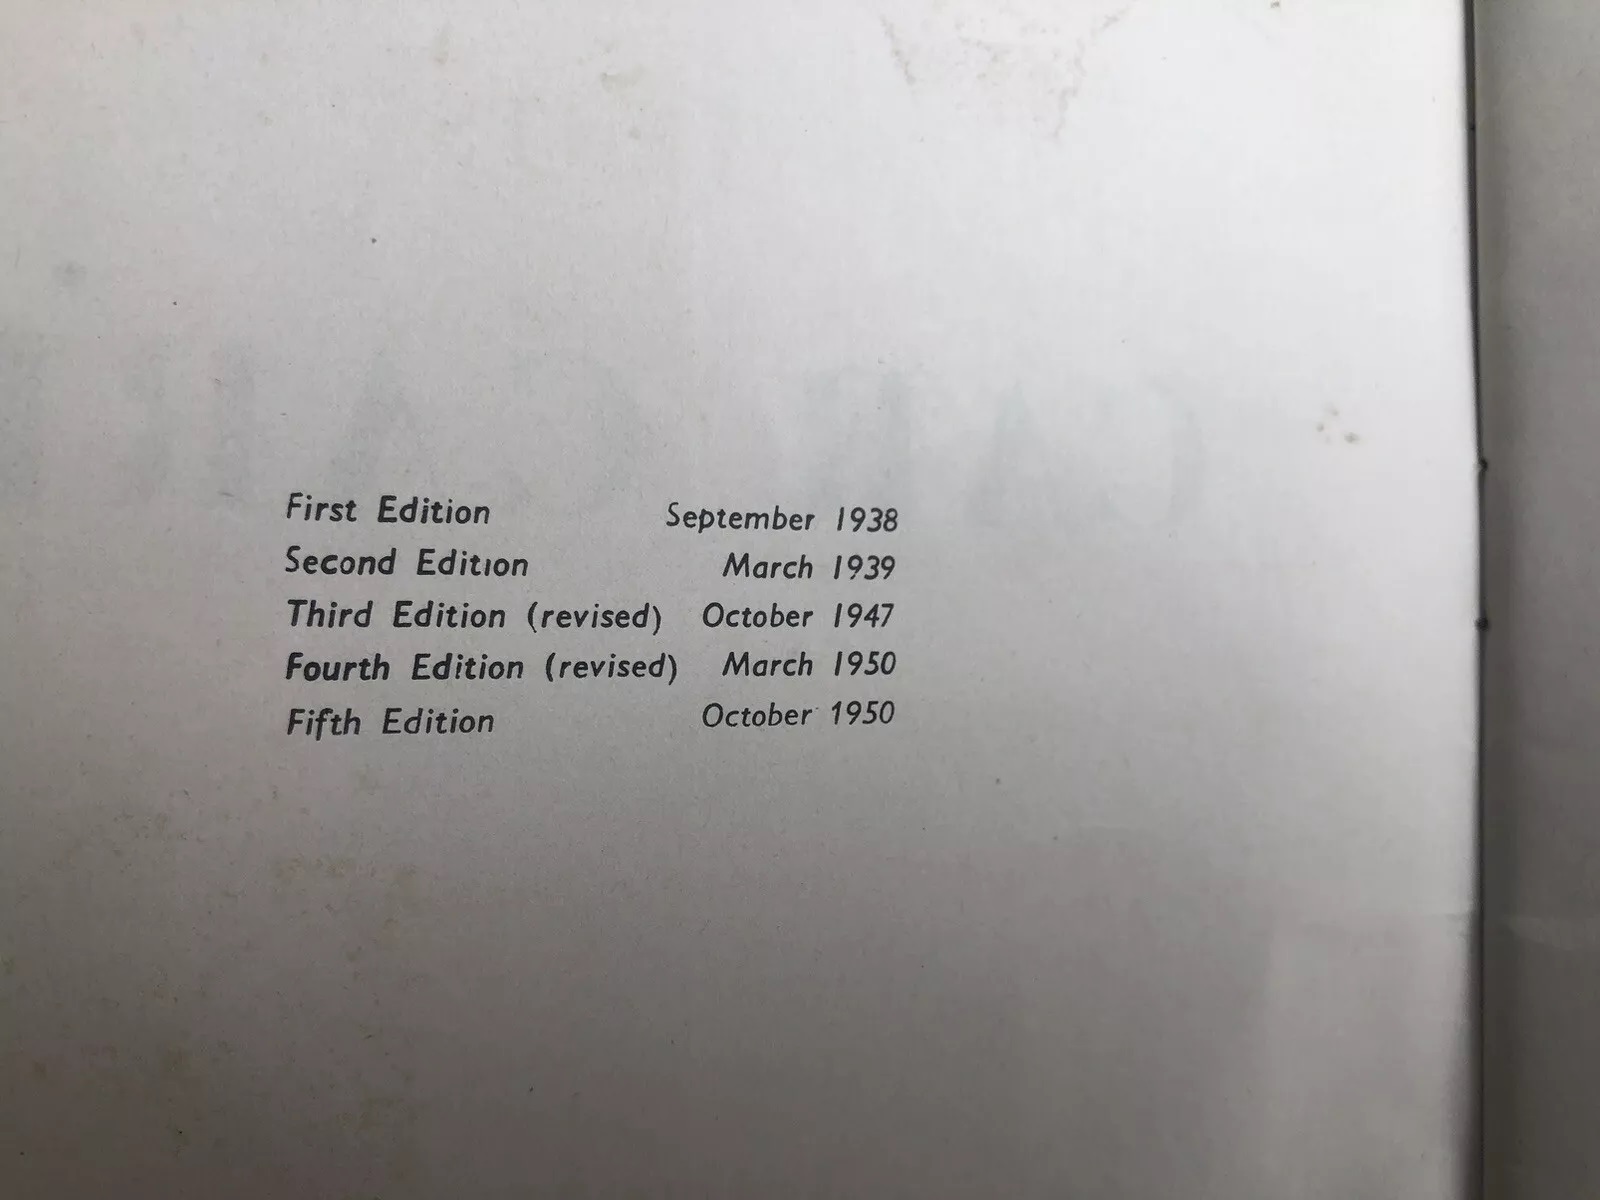 First Edition September 1938
Second Edition March 1939
Third Edition (revised) October 1947
Fourth Edition (revised) March 1950
Fifth Edition October 1950